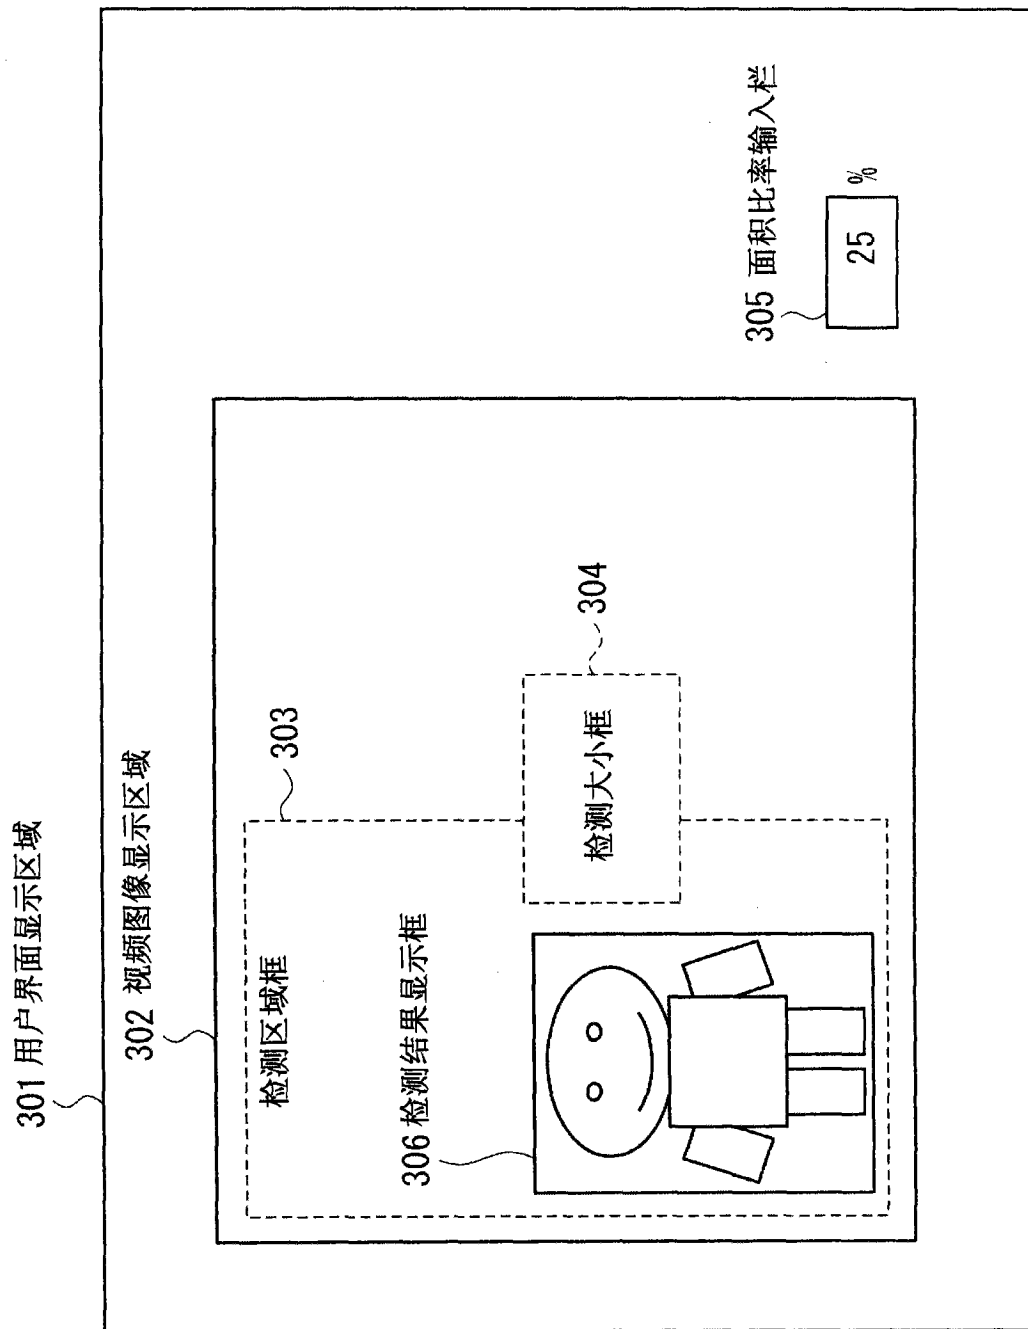 301 用户界面显示区域
302 视频图像显示区域
检测区域框
303
306 检测结果显示框
检测大小框
304
305 面积比率输入栏
25 %